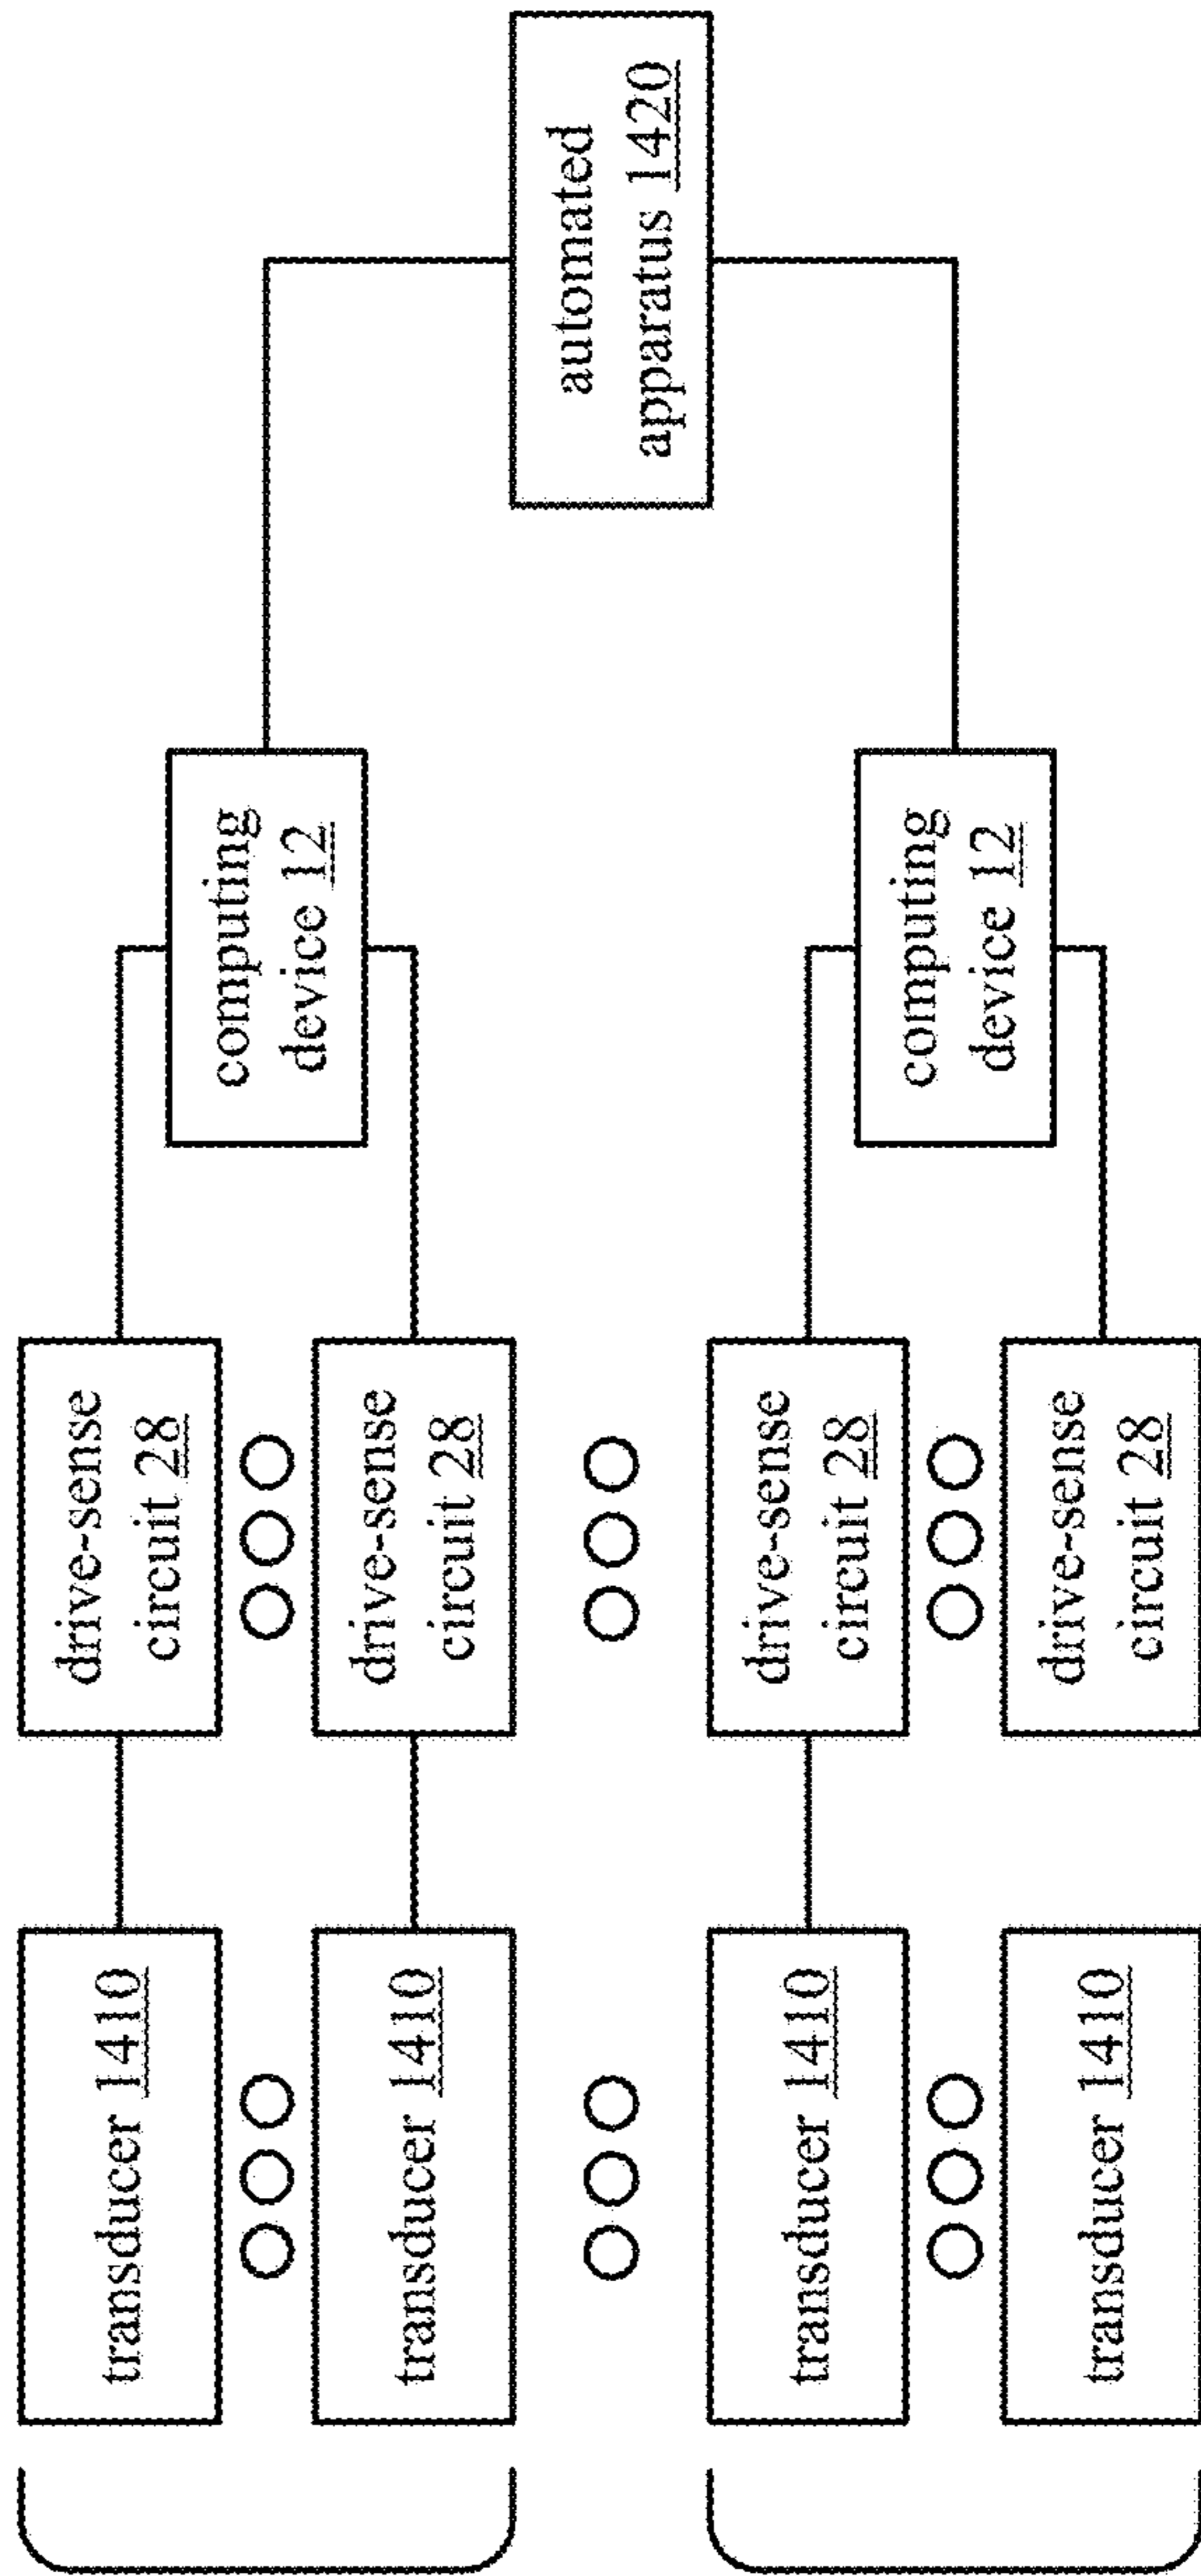 transducer 1410
drive-sense
circuit 28
transducer 1410
drive-sense
circuit 28
computing
device 12
automated
apparatus 1420
transducer 1410
drive-sense
circuit 28
transducer 1410
drive-sense
circuit 28
computing
device 12